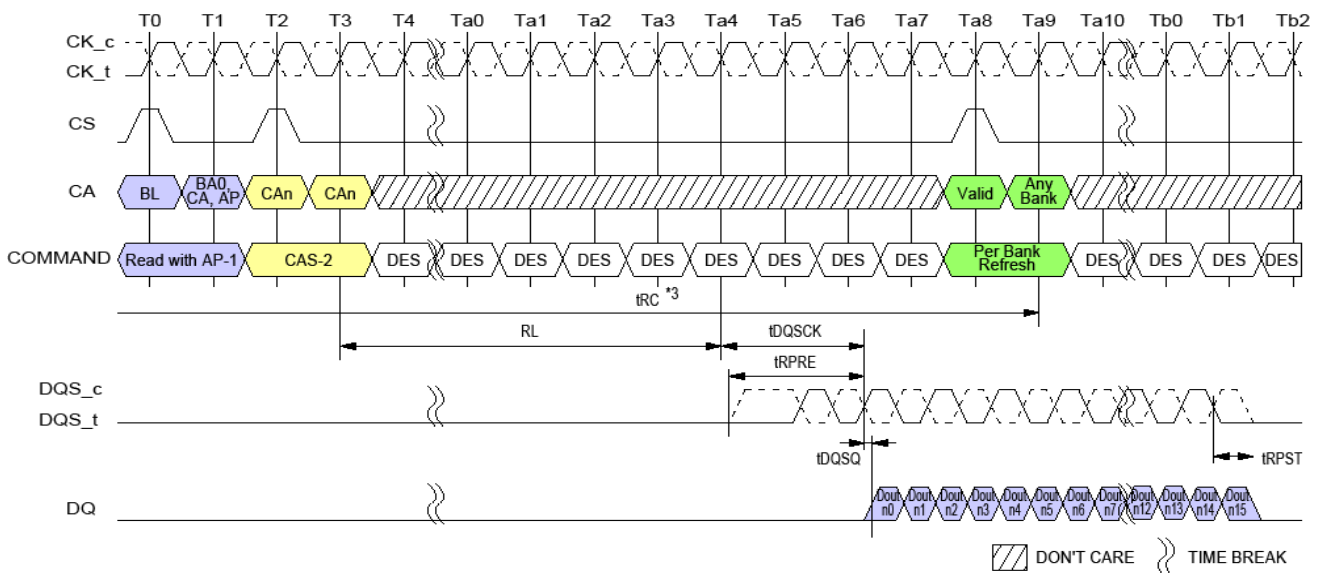 T0 T1 T2 T3 T4 Ta0 Ta1 Ta2 Ta3 Ta4 Ta5 Ta6 Ta7 Ta8 Ta9 Ta10 Tb0 Tb1 Tb2
CK_c
CK_t
CS
CA BL BA0, CA, AP CAn CAn Valid Any Bank
COMMAND Read with AP-1 CAS-2 DES DES DES DES DES DES DES DES DES Per Bank Refresh DES DES DES DES
tRC *3
RL tDQSCK
tRPRE
DQS_c
DQS_t
tDQSQ tRPST
DQ Dout n0 Dout n1 Dout n2 Dout n3 Dout n4 Dout n5 Dout n6 Dout n7 Dout n12 Dout n13 Dout n14 Dout n15
DON'T CARE TIME BREAK